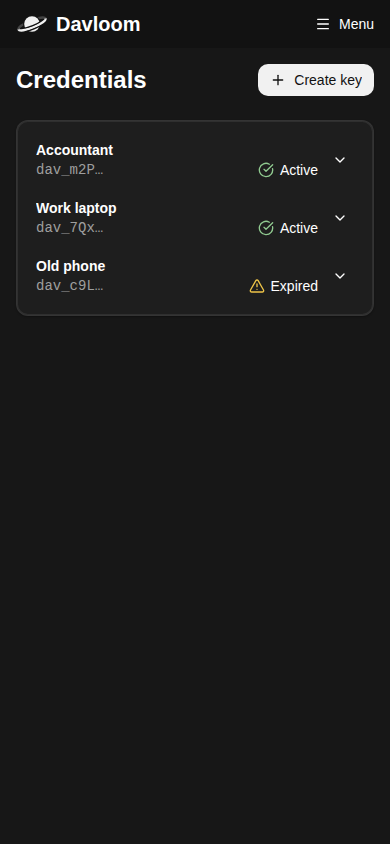 Davloom
Menu
Credentials
Create key
Accountant
dav_m2P…
Active
Work laptop
dav_7Qx…
Active
Old phone
dav_c9L…
Expired